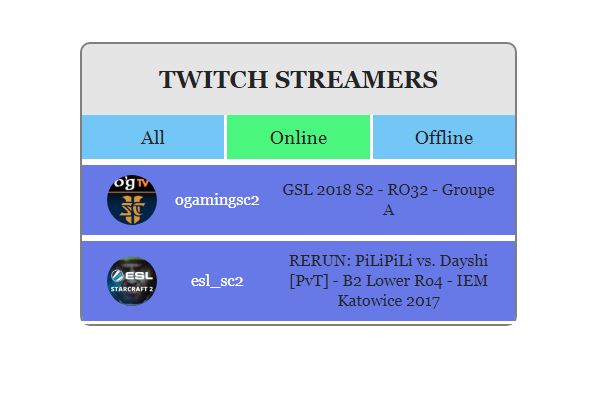 TWITCH STREAMERS
All Online Offline
ogTV
ogamingsc2
GSL 2018 S2 - RO32 - Groupe
A
ESL
STARCRAFT 2
esl_sc2
RERUN: PiLiPiLi vs. Dayshi
[PvT] - B2 Lower Ro4 - IEM
Katowice 2017